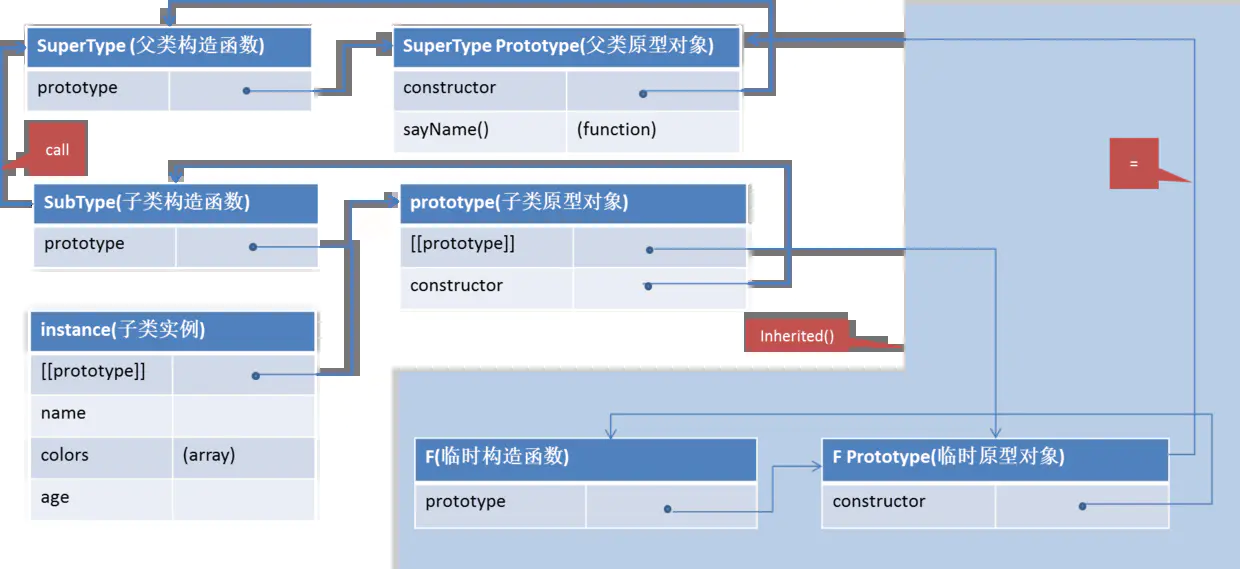 SuperType (父类构造函数)
prototype
SuperType Prototype(父类原型对象)
constructor
sayName() (function)
call
=
SubType(子类构造函数)
prototype
prototype(子类原型对象)
[[prototype]]
constructor
instance(子类实例)
[[prototype]]
name
colors (array)
age
Inherited()
F(临时构造函数)
prototype
F Prototype(临时原型对象)
constructor